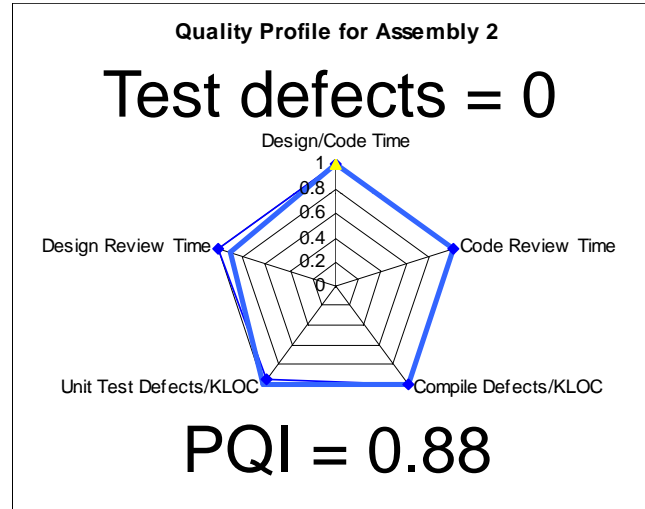 Quality Profile for Assembly 2
Test defects = 0
Design/Code Time
1
0.8
0.6
0.4
0.2
0
Design Review Time
Code Review Time
Unit Test Defects/KLOC
Compile Defects/KLOC
PQI = 0.88